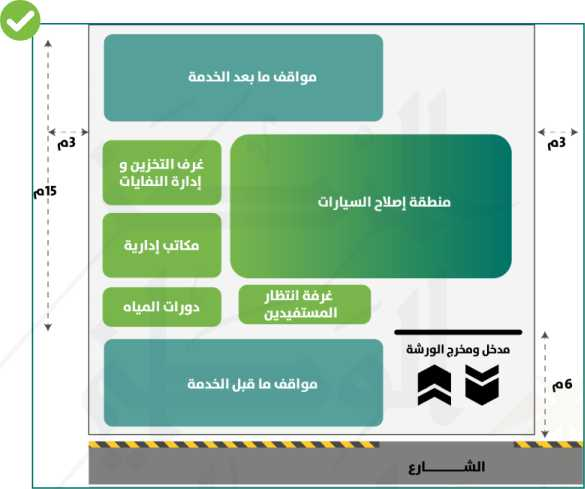 مواقف ما بعد الخدمة
3م
3م
غرف التخزين و
إدارة النفايات
منطقة إصلاح السيارات
15م
مكاتب إدارية
غرفة انتظار
المستفيدين
دورات المياه
مدخل ومخرج الورشة
مواقف ما قبل الخدمة
6م
الشـــــــــارع